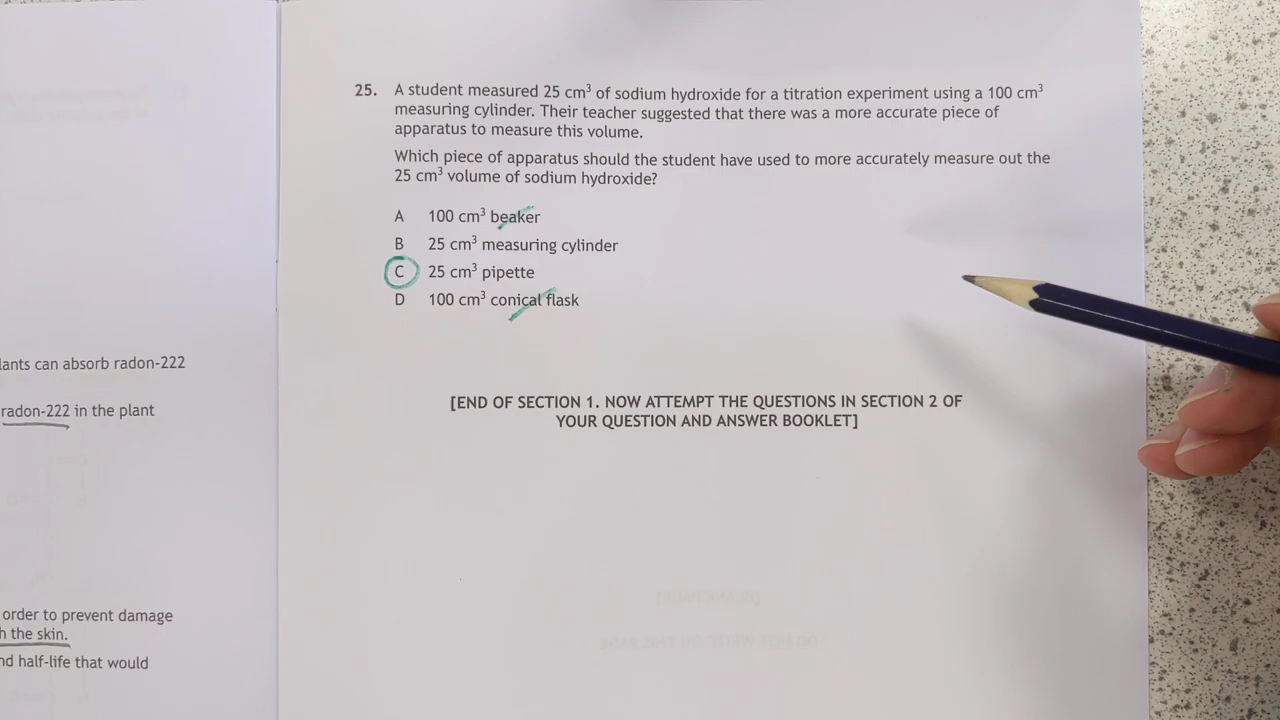 lants can absorb radon-222
radon-222 in the plant
order to prevent damage
h the skin.
nd half-life that would
25. A student measured 25 cm³ of sodium hydroxide for a titration experiment using a 100 cm³
measuring cylinder. Their teacher suggested that there was a more accurate piece of
apparatus to measure this volume.
Which piece of apparatus should the student have used to more accurately measure out the
25 cm³ volume of sodium hydroxide?
A 100 cm³ beaker
B 25 cm³ measuring cylinder
C 25 cm³ pipette
D 100 cm³ conical flask
[END OF SECTION 1. NOW ATTEMPT THE QUESTIONS IN SECTION 2 OF
YOUR QUESTION AND ANSWER BOOKLET]